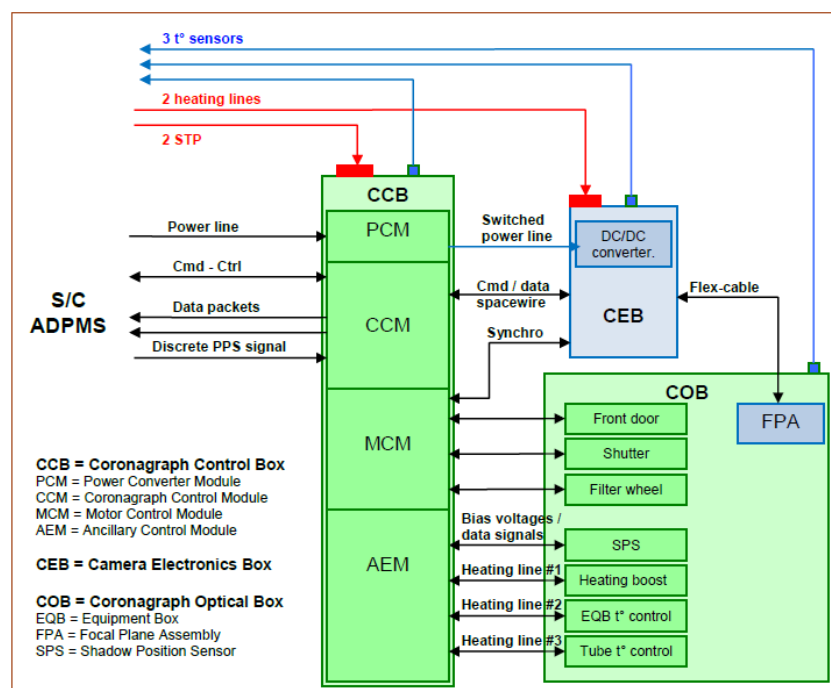 3 t° sensors
2 heating lines
2 STP
CCB
PCM
CCM
MCM
AEM
Power line
Cmd - Ctrl
S/C
ADPMS
Data packets
Discrete PPS signal
Switched
power line
DC/DC
converter.
CEB
Cmd / data
spacewire
Synchro
Flex-cable
COB
FPA
Front door
Shutter
Filter wheel
Bias voltages /
data signals
SPS
Heating line #1
Heating boost
Heating line #2
EQB t° control
Heating line #3
Tube t° control
CCB = Coronagraph Control Box
PCM = Power Converter Module
CCM = Coronagraph Control Module
MCM = Motor Control Module
AEM = Ancillary Control Module
CEB = Camera Electronics Box
COB = Coronagraph Optical Box
EQB = Equipment Box
FPA = Focal Plane Assembly
SPS = Shadow Position Sensor